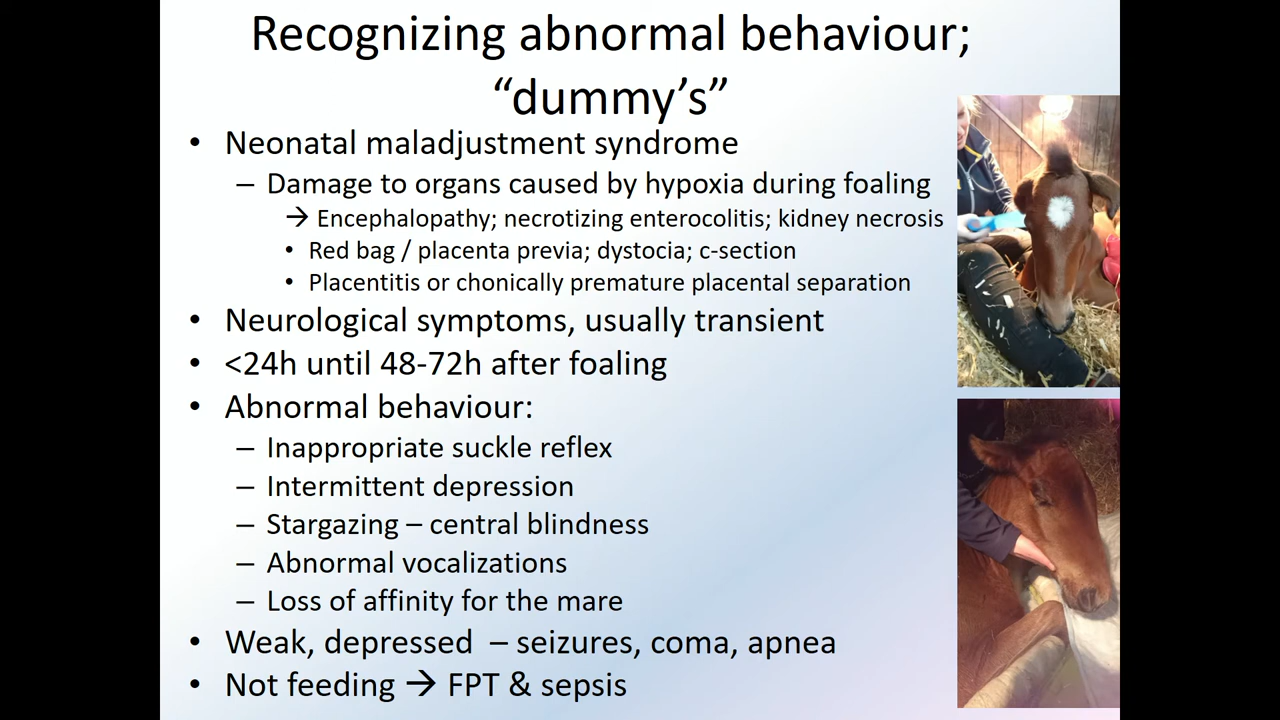 Recognizing abnormal behaviour;
“dummy’s”
• Neonatal maladjustment syndrome
– Damage to organs caused by hypoxia during foaling
→ Encephalopathy; necrotizing enterocolitis; kidney necrosis
• Red bag / placenta previa; dystocia; c-section
• Placentitis or chonically premature placental separation
• Neurological symptoms, usually transient
• <24h until 48-72h after foaling
• Abnormal behaviour:
– Inappropriate suckle reflex
– Intermittent depression
– Stargazing – central blindness
– Abnormal vocalizations
– Loss of affinity for the mare
• Weak, depressed – seizures, coma, apnea
• Not feeding → FPT & sepsis